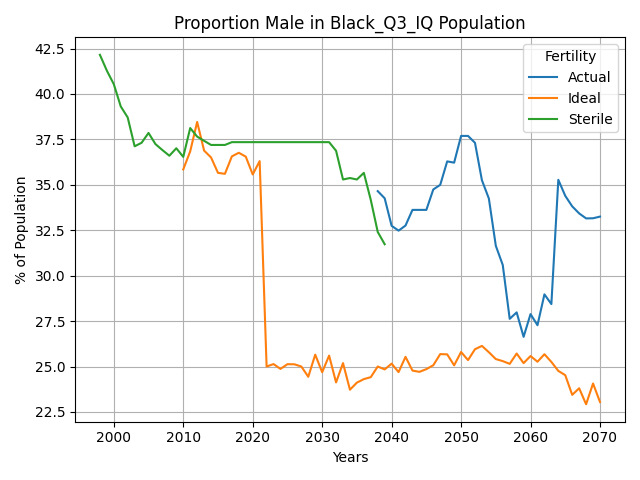 Proportion Male in Black_Q3_IQ Population
Fertility
Actual
Ideal
Sterile
% of Population
42.5
40.0
37.5
35.0
32.5
30.0
27.5
25.0
22.5
2000
2010
2020
2030
2040
2050
2060
2070
Years